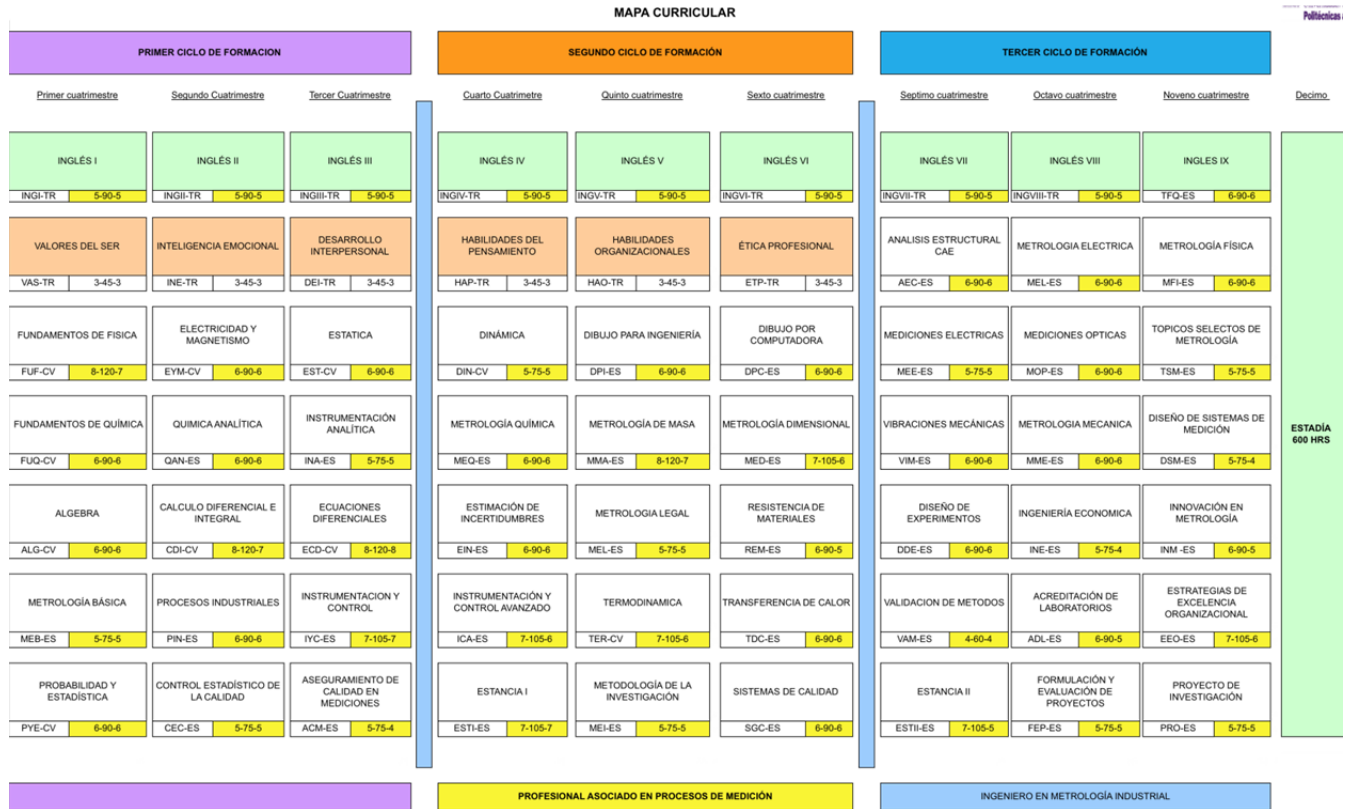 MAPA CURRICULAR
Politécnicas
PRIMER CICLO DE FORMACION
SEGUNDO CICLO DE FORMACIÓN
TERCER CICLO DE FORMACIÓN
Primer cuatrimestre
Segundo Cuatrimestre
Tercer Cuatrimestre
Cuarto Cuatrimetre
Quinto Cuatrimestre
Sexto cuatrimestre
Septimo cuatrimestre
Octavo cuatrimestre
Noveno cuatrimestre
Decimo
INGLÉS I
INGLÉS II
INGLÉS III
INGLÉS IV
INGLÉS V
INGLÉS VI
INGLÉS VII
INGLÉS VIII
INGLES IX
INGI-TR 5-90-5
INGII-TR 5-90-5
INGIII-TR 5-90-5
INGIV-TR 5-90-5
INGV-TR 5-90-5
INGVI-TR 5-90-5
INGVII-TR 5-90-5
INGVIII-TR 5-90-5
TFQ-ES 6-90-6
VALORES DEL SER
INTELIGENCIA EMOCIONAL
DESARROLLO
INTERPERSONAL
HABILIDADES DEL
PENSAMIENTO
HABILIDADES
ORGANIZACIONALES
ÉTICA PROFESIONAL
ANALISIS ESTRUCTURAL
CAE
METROLOGIA ELECTRICA
METROLOGÍA FÍSICA
VAS-TR 3-45-3
INE-TR 3-45-3
DEI-TR 3-45-3
HAP-TR 3-45-3
HAO-TR 3-45-3
ETP-TR 3-45-3
AEC-ES 6-90-6
MEL-ES 6-90-6
MFI-ES 6-90-6
FUNDAMENTOS DE FISICA
ELECTRICIDAD Y
MAGNETISMO
ESTATICA
DINÁMICA
DIBUJO PARA INGENIERÍA
DIBUJO POR
COMPUTADORA
MEDICIONES ELECTRICAS
MEDICIONES OPTICAS
TOPICOS SELECTOS DE
METROLOGÍA
FUF-CV 8-120-7
EYM-CV 6-90-6
EST-CV 6-90-6
DIN-CV 5-75-5
DPI-ES 6-90-6
DPC-ES 6-90-6
MEE-ES 5-75-5
MOP-ES 6-90-6
TSM-ES 5-75-5
FUNDAMENTOS DE QUÍMICA
QUIMICA ANALÍTICA
INSTRUMENTACIÓN
ANALÍTICA
METROLOGÍA QUÍMICA
METROLOGÍA DE MASA
METROLOGÍA DIMENSIONAL
VIBRACIONES MECÁNICAS
METROLOGIA MECANICA
DISEÑO DE SISTEMAS DE
MEDICIÓN
ESTADÍA
600 HRS
FUQ-CV 6-90-6
QAN-ES 6-90-6
INA-ES 5-75-5
MEQ-ES 6-90-6
MMA-ES 8-120-7
MED-ES 7-105-6
VIM-ES 6-90-6
MME-ES 6-90-6
DSM-ES 5-75-4
ALGEBRA
CALCULO DIFERENCIAL E
INTEGRAL
ECUACIONES
DIFERENCIALES
ESTIMACIÓN DE
INCERTIDUMBRES
METROLOGIA LEGAL
RESISTENCIA DE
MATERIALES
DISEÑO DE
EXPERIMENTOS
INGENIERÍA ECONOMICA
INNOVACIÓN EN
METROLOGÍA
ALG-CV 6-90-6
CDI-CV 8-120-7
ECD-CV 8-120-8
EIN-ES 6-90-6
MEL-ES 5-75-5
REM-ES 6-90-5
DDE-ES 6-90-6
INE-ES 5-75-4
INM -ES 6-90-5
METROLOGÍA BÁSICA
PROCESOS INDUSTRIALES
INSTRUMENTACION Y
CONTROL
INSTRUMENTACIÓN Y
CONTROL AVANZADO
TERMODINAMICA
TRANSFERENCIA DE CALOR
VALIDACION DE METODOS
ACREDITACIÓN DE
LABORATORIOS
ESTRATEGIAS DE
EXCELENCIA
ORGANIZACIONAL
MEB-ES 5-75-5
PIN-ES 6-90-6
IYC-ES 7-105-7
ICA-ES 7-105-6
TER-CV 7-105-6
TDC-ES 6-90-6
VAM-ES 4-60-4
ADL-ES 6-90-5
EEO-ES 7-105-6
PROBABILIDAD Y
ESTADÍSTICA
CONTROL ESTADÍSTICO DE
LA CALIDAD
ASEGURAMIENTO DE
CALIDAD EN
MEDICIONES
ESTANCIA I
METODOLOGÍA DE LA
INVESTIGACIÓN
SISTEMAS DE CALIDAD
ESTANCIA II
FORMULACIÓN Y
EVALUACIÓN DE
PROYECTOS
PROYECTO DE
INVESTIGACIÓN
PYE-CV 6-90-6
CEC-ES 5-75-5
ACM-ES 5-75-4
ESTI-ES 7-105-7
MEI-ES 5-75-5
SGC-ES 6-90-6
ESTII-ES 7-105-5
FEP-ES 5-75-5
PRO-ES 5-75-5
PROFESIONAL ASOCIADO EN PROCESOS DE MEDICIÓN
INGENIERO EN METROLOGÍA INDUSTRIAL